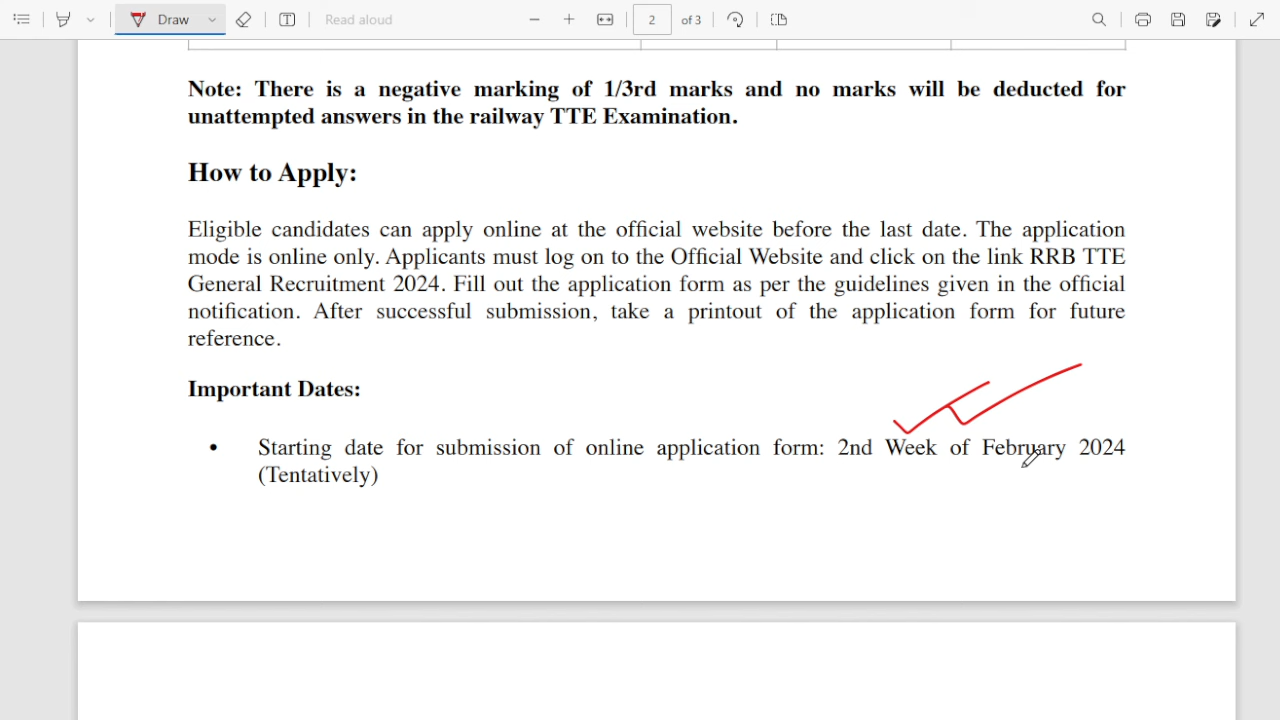 Draw
Read aloud
2 of 3
Note: There is a negative marking of 1/3rd marks and no marks will be deducted for
unattempted answers in the railway TTE Examination.
How to Apply:
Eligible candidates can apply online at the official website before the last date. The application
mode is online only. Applicants must log on to the Official Website and click on the link RRB TTE
General Recruitment 2024. Fill out the application form as per the guidelines given in the official
notification. After successful submission, take a printout of the application form for future
reference.
Important Dates:
• Starting date for submission of online application form: 2nd Week of February 2024
(Tentatively)